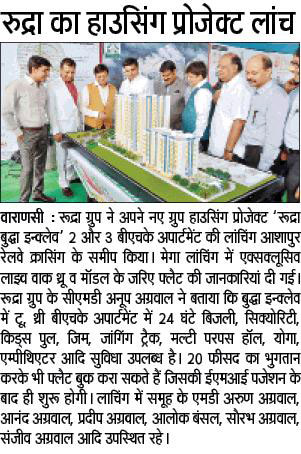 रुद्रा का हाउसिंग प्रोजेक्ट लांच
वाराणसी : रूद्रा ग्रुप ने अपने नए ग्रुप हाउसिंग प्रोजेक्ट ‘रूद्रा
बुद्धा इन्क्लेव’ 2 और 3 बीएचके अपार्टमेंट की लांचिंग आशापुर
रेलवे क्रासिंग के समीप किया। मेगा लांचिंग में एक्सक्लूसिव
लाइव वाक थ्रू व मॉडल के जरिए फ्लैट की जानकारियां दी गई।
रूद्रा ग्रुप के सीएमडी अनूप अग्रवाल ने बताया कि बुद्धा इन्क्लेव
में टू, थ्री बीएचके अपार्टमेंट में 24 घंटे बिजली, सिक्योरिटी,
किड्स पुल, जिम, जांगिंग ट्रैक, मल्टी परपस हॉल, योगा,
एम्पीथिएटर आदि सुविधा उपलब्ध है। 20 फीसद का भुगतान
करके भी फ्लैट बुक करा सकते हैं जिसकी ईएमआई पजेशन के
बाद ही शुरू होगी। लाचिंग में समूह के एमडी अरुण अग्रवाल,
आनंद अग्रवाल, प्रदीप अग्रवाल, आलोक बंसल, सौरभ अग्रवाल,
संजीव अग्रवाल आदि उपस्थित रहे।